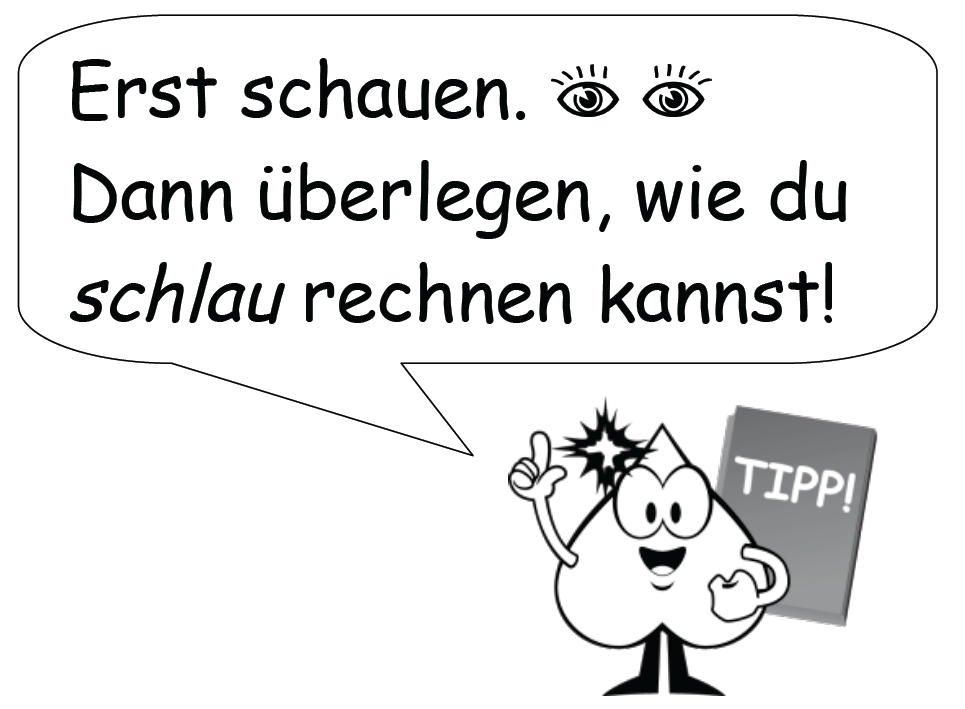 Erst schauen.
Dann überlegen, wie du
schlau rechnen kannst!
TIPP!